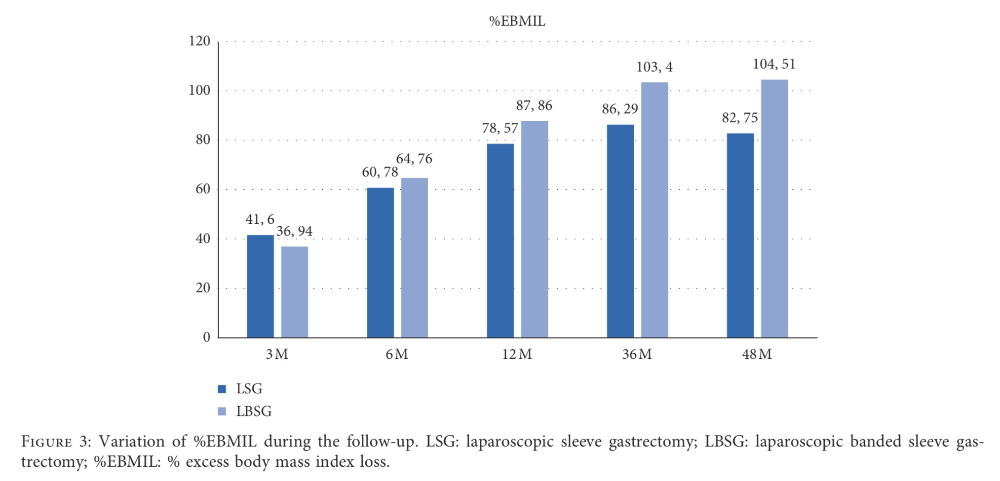 %EBMIL
120
100
80
60
40
20
0
41, 6
36, 94
60, 78
64, 76
78, 57
87, 86
86, 29
103, 4
82, 75
104, 51
3 M
6 M
12 M
36 M
48 M
LSG
LBSG
FIGURE 3: Variation of %EBMIL during the follow-up. LSG: laparoscopic sleeve gastrectomy; LBSG: laparoscopic banded sleeve gas-
trectomy; %EBMIL: % excess body mass index loss.